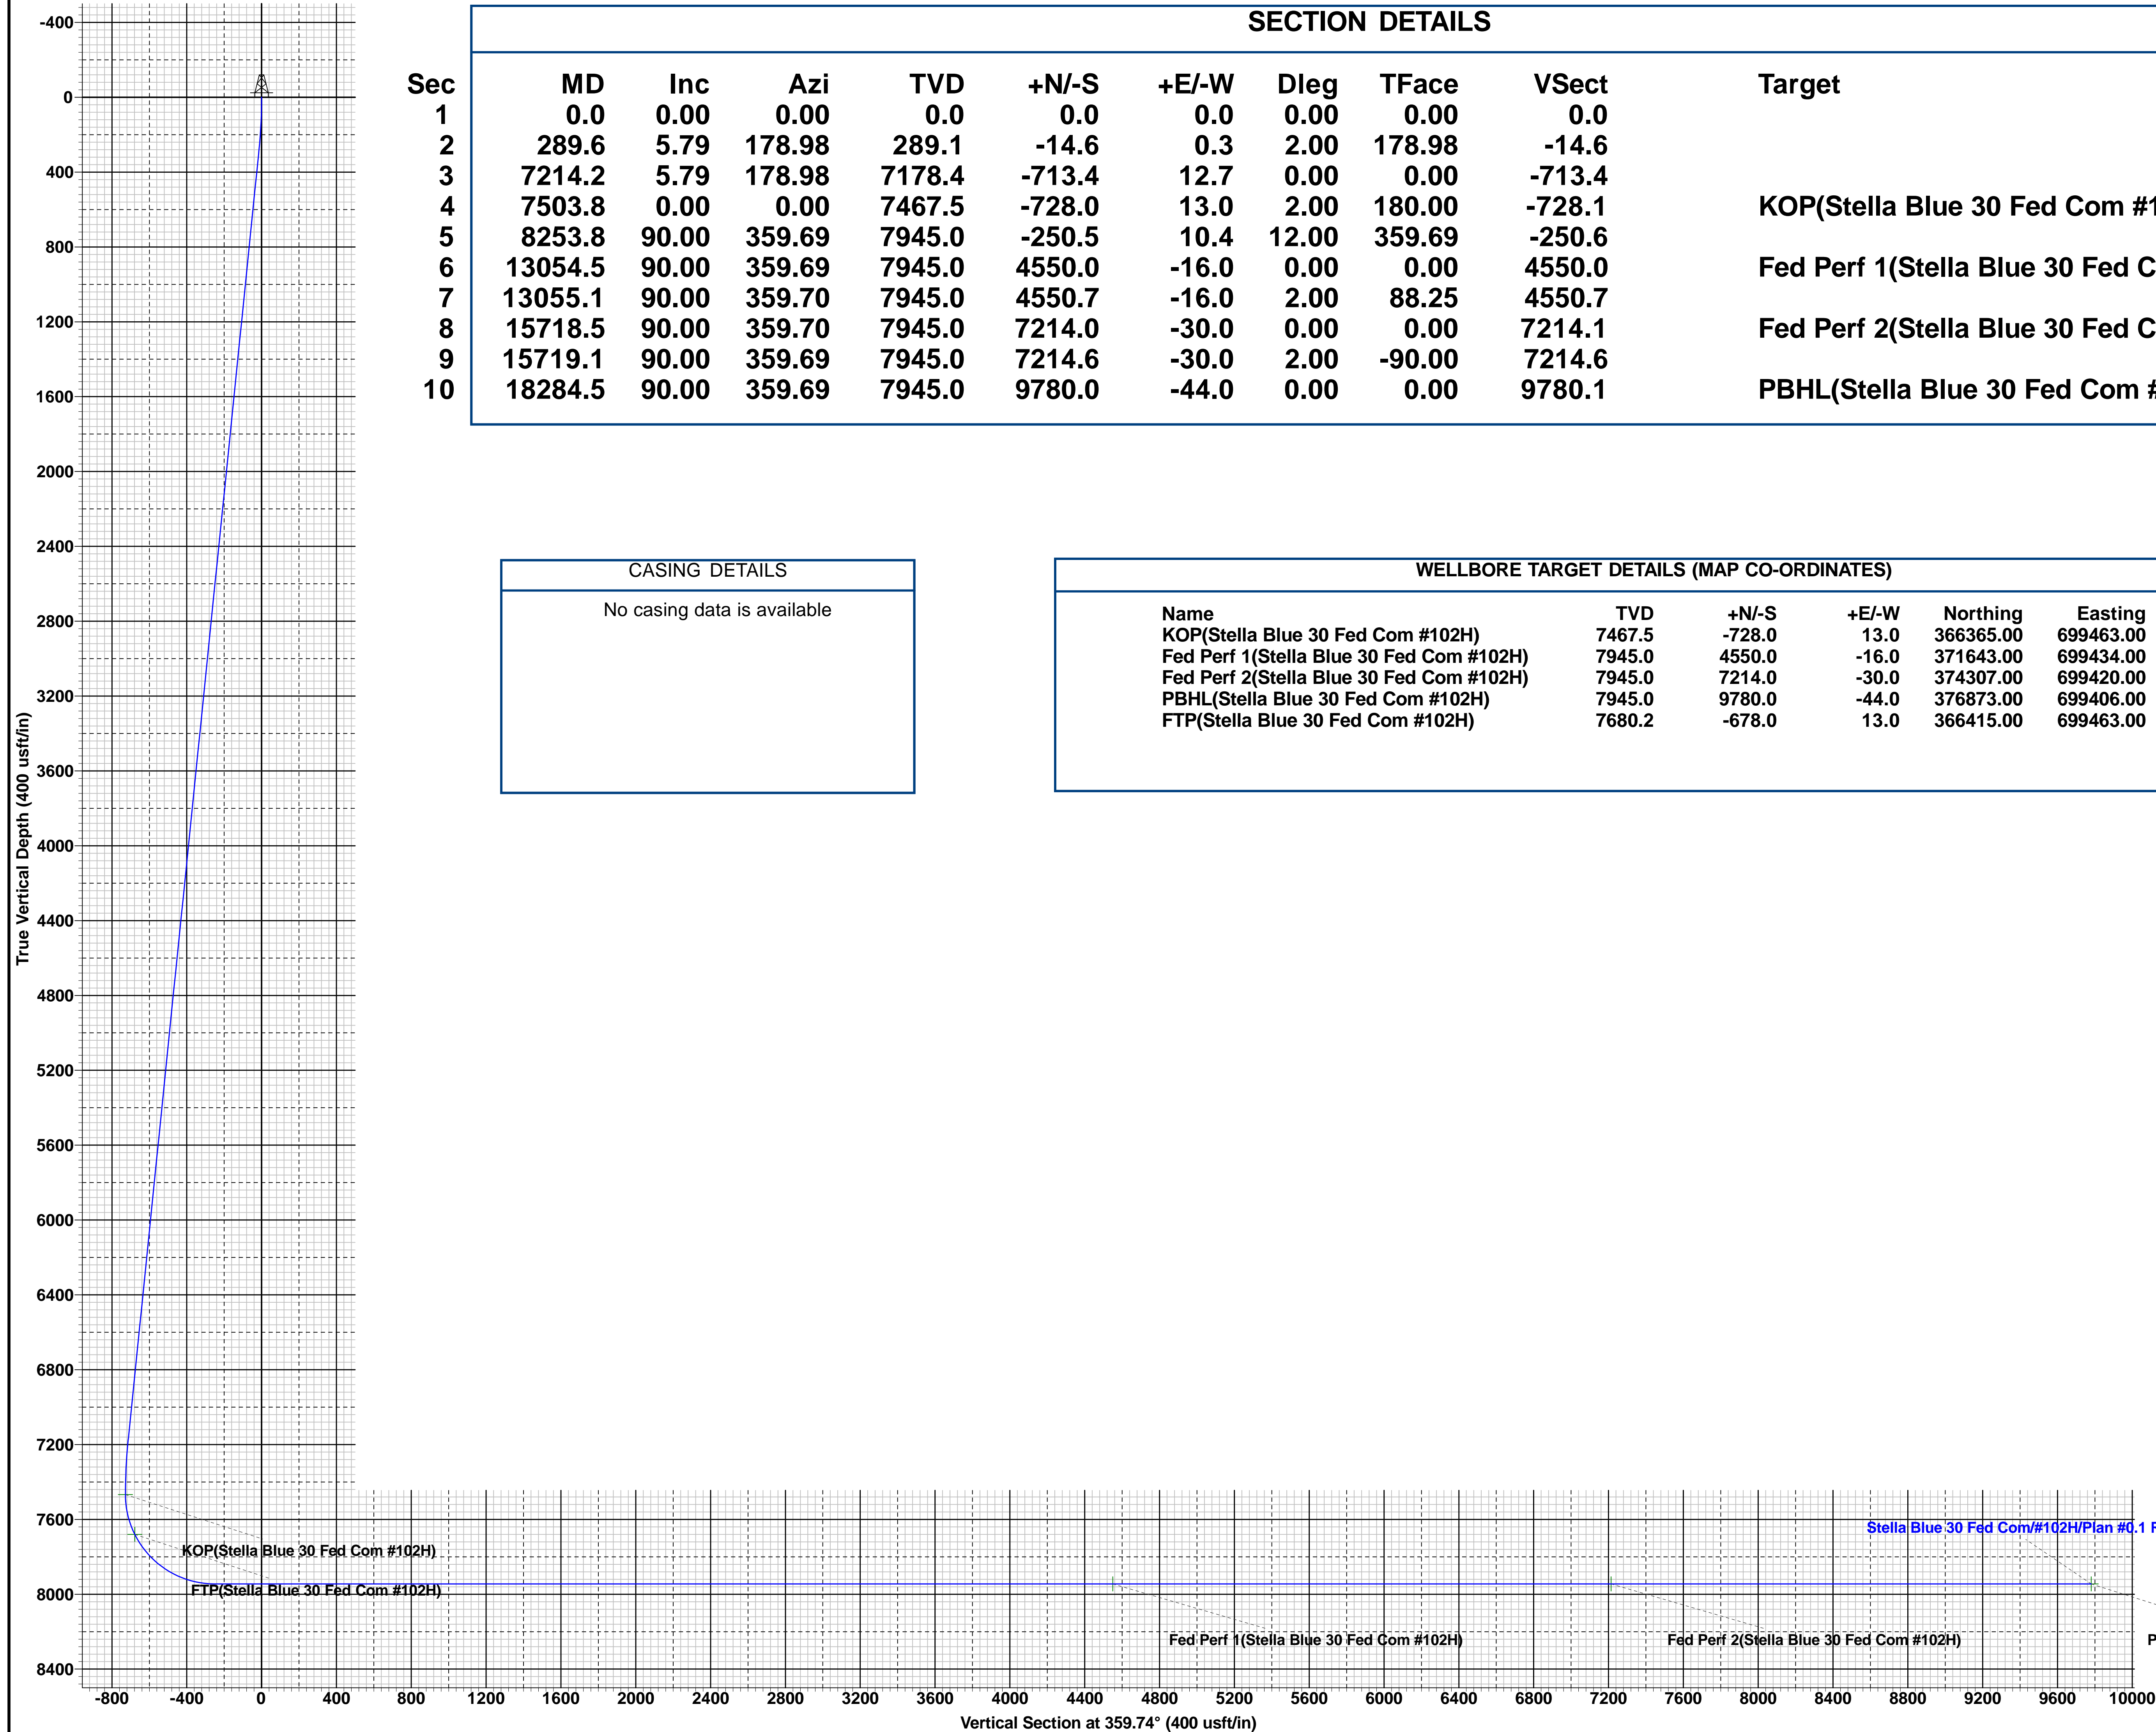 SECTION DETAILS
Sec MD Inc Azi TVD +N/-S +E/-W Dleg TFace VSect Target
1 0.0 0.00 0.00 0.0 0.0 0.0 0.00 0.00 0.0
2 289.6 5.79 178.98 289.1 -14.6 0.3 2.00 178.98 -14.6
3 7214.2 5.79 178.98 7178.4 -713.4 12.7 0.00 0.00 -713.4
4 7503.8 0.00 0.00 7467.5 -728.0 13.0 2.00 180.00 -728.1 KOP(Stella Blue 30 Fed Com #1
5 8253.8 90.00 359.69 7945.0 -250.5 10.4 12.00 359.69 -250.6
6 13054.5 90.00 359.69 7945.0 4550.0 -16.0 0.00 0.00 4550.0 Fed Perf 1(Stella Blue 30 Fed C
7 13055.1 90.00 359.70 7945.0 4550.7 -16.0 2.00 88.25 4550.7
8 15718.5 90.00 359.70 7945.0 7214.0 -30.0 0.00 0.00 7214.1 Fed Perf 2(Stella Blue 30 Fed C
9 15719.1 90.00 359.69 7945.0 7214.6 -30.0 2.00 -90.00 7214.6
10 18284.5 90.00 359.69 7945.0 9780.0 -44.0 0.00 0.00 9780.1 PBHL(Stella Blue 30 Fed Com #
CASING DETAILS
No casing data is available
WELLBORE TARGET DETAILS (MAP CO-ORDINATES)
Name TVD +N/-S +E/-W Northing Easting
KOP(Stella Blue 30 Fed Com #102H) 7467.5 -728.0 13.0 366365.00 699463.00
Fed Perf 1(Stella Blue 30 Fed Com #102H) 7945.0 4550.0 -16.0 371643.00 699434.00
Fed Perf 2(Stella Blue 30 Fed Com #102H) 7945.0 7214.0 -30.0 374307.00 699420.00
PBHL(Stella Blue 30 Fed Com #102H) 7945.0 9780.0 -44.0 376873.00 699406.00
FTP(Stella Blue 30 Fed Com #102H) 7680.2 -678.0 13.0 366415.00 699463.00
True Vertical Depth (400 usft/in)
-400
0
400
800
1200
1600
2000
2400
2800
3200
3600
4000
4400
4800
5200
5600
6000
6400
6800
7200
7600
8000
8400
Stella Blue 30 Fed Com/#102H/Plan #0.1
KOP(Stella Blue 30 Fed Com #102H)
FTP(Stella Blue 30 Fed Com #102H)
Fed Perf 1(Stella Blue 30 Fed Com #102H)
Fed Perf 2(Stella Blue 30 Fed Com #102H)
P
-800 -400 0 400 800 1200 1600 2000 2400 2800 3200 3600 4000 4400 4800 5200 5600 6000 6400 6800 7200 7600 8000 8400 8800 9200 9600 10000
Vertical Section at 359.74° (400 usft/in)